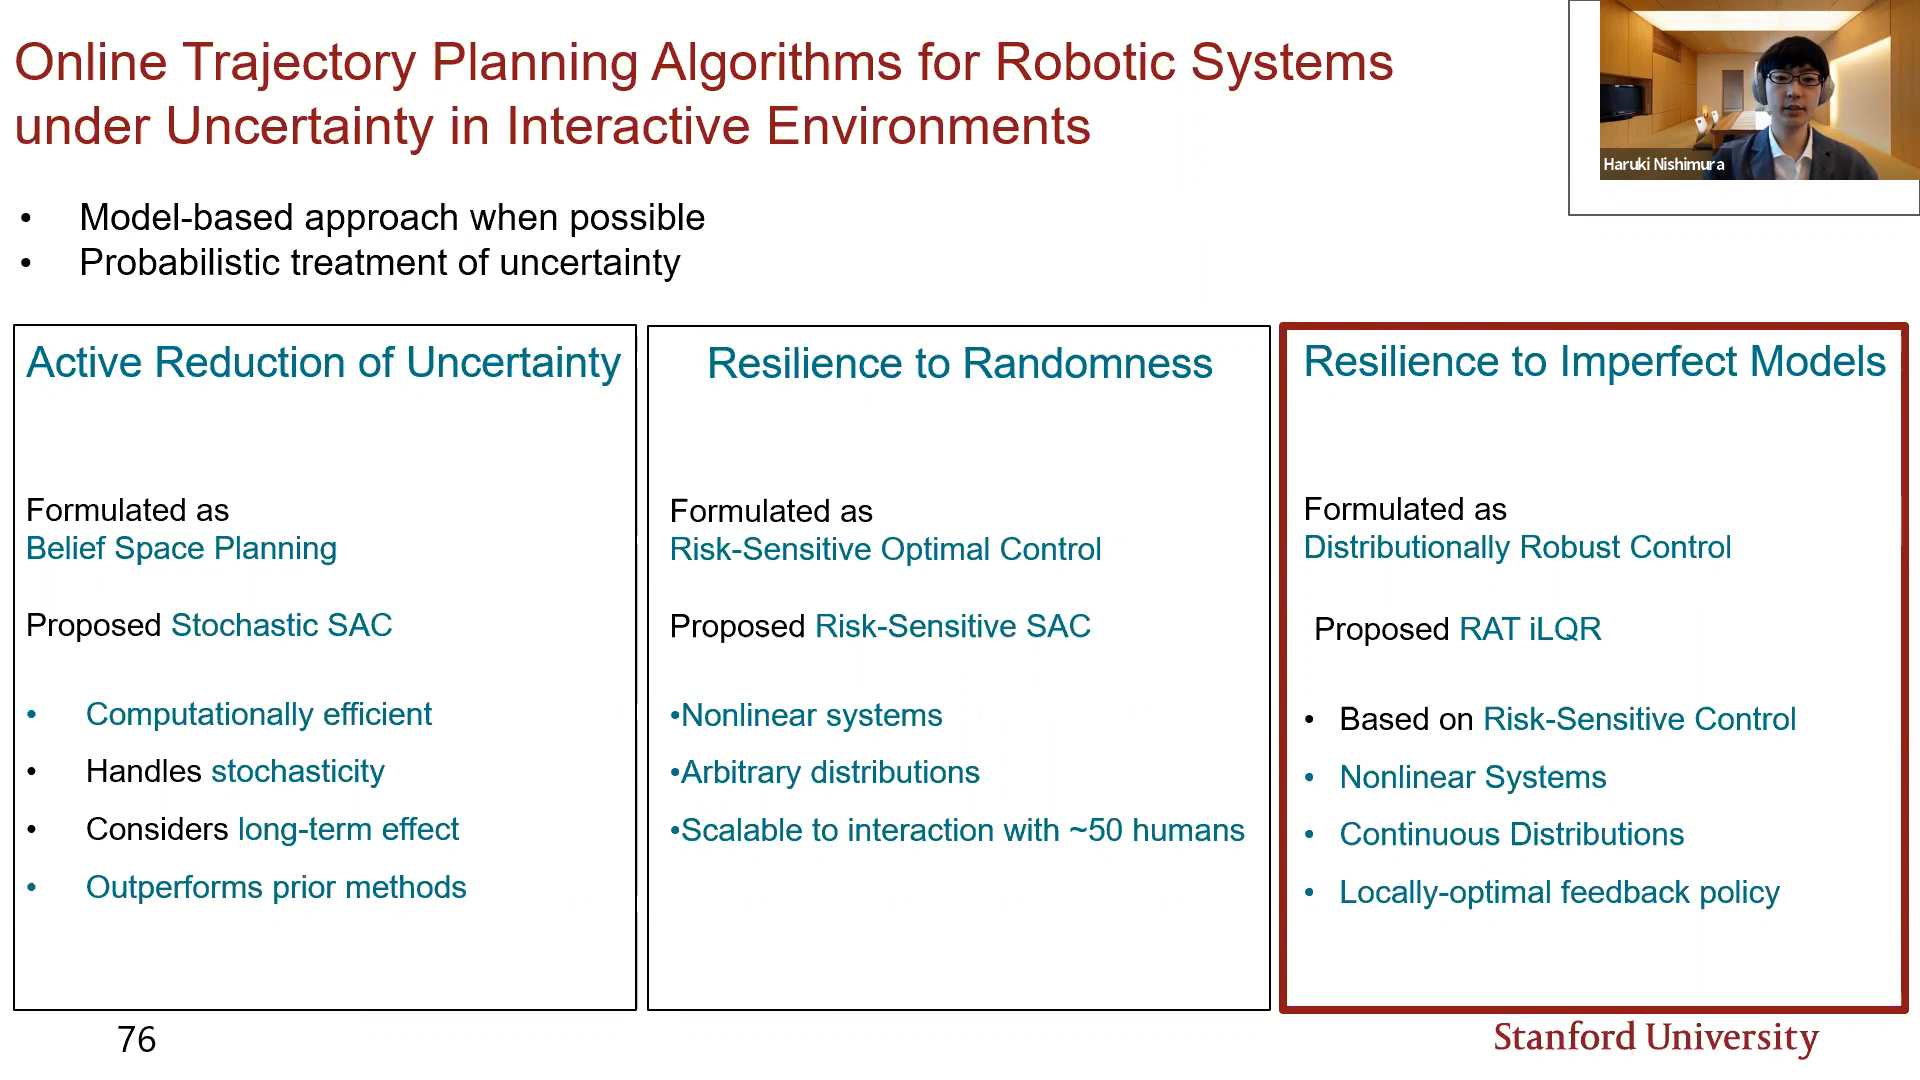 Online Trajectory Planning Algorithms for Robotic Systems
under Uncertainty in Interactive Environments
Haruki Nishimura
• Model-based approach when possible
• Probabilistic treatment of uncertainty
Active Reduction of Uncertainty
Formulated as
Belief Space Planning
Proposed Stochastic SAC
• Computationally efficient
• Handles stochasticity
• Considers long-term effect
• Outperforms prior methods
Resilience to Randomness
Formulated as
Risk-Sensitive Optimal Control
Proposed Risk-Sensitive SAC
•Nonlinear systems
•Arbitrary distributions
•Scalable to interaction with ~50 humans
Resilience to Imperfect Models
Formulated as
Distributionally Robust Control
Proposed RAT iLQR
• Based on Risk-Sensitive Control
• Nonlinear Systems
• Continuous Distributions
• Locally-optimal feedback policy
76
Stanford University